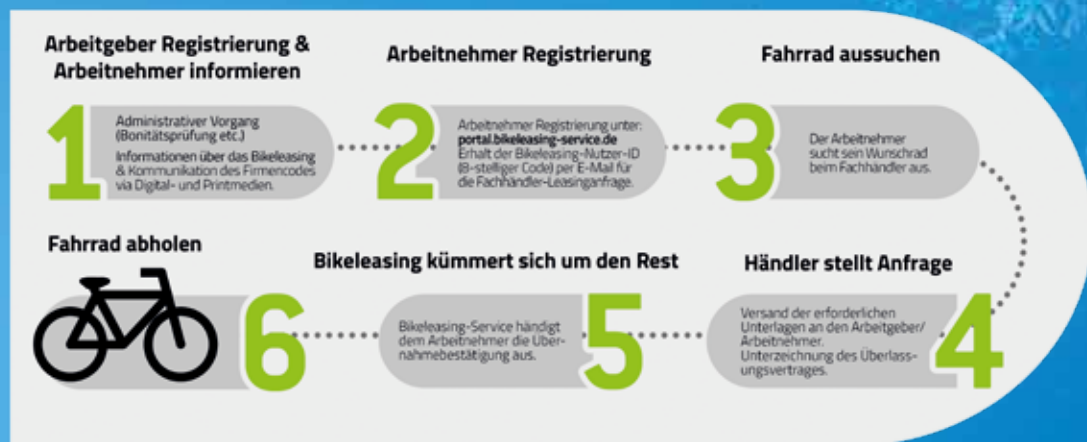 Arbeitgeber Registrierung &
Arbeitnehmer informieren
1
Administrativer Vorgang
(Bonitätsprüfung etc.)
Informationen über das Bikeleasing
& Kommunikation des Firmencodes
via Digital- und Printmedien.
Arbeitnehmer Registrierung
2
Arbeitnehmer Registrierung unter:
portal.bikeleasing-service.de
Erhalt der Bikeleasing-Nutzer-ID
(8-stelliger Code) per E-Mail für
die Fachhändler-Leasinganfrage.
Fahrrad aussuchen
3
Der Arbeitnehmer
sucht sein Wunschrad
beim Fachhändler aus.
Händler stellt Anfrage
4
Versand der erforderlichen
Unterlagen an den Arbeitgeber/
Arbeitnehmer.
Unterzeichnung des Überlass-
ungsvertrages.
Bikeleasing kümmert sich um den Rest
5
Bikeleasing-Service händigt
dem Arbeitnehmer die Über-
nahmebestätigung aus.
Fahrrad abholen
6